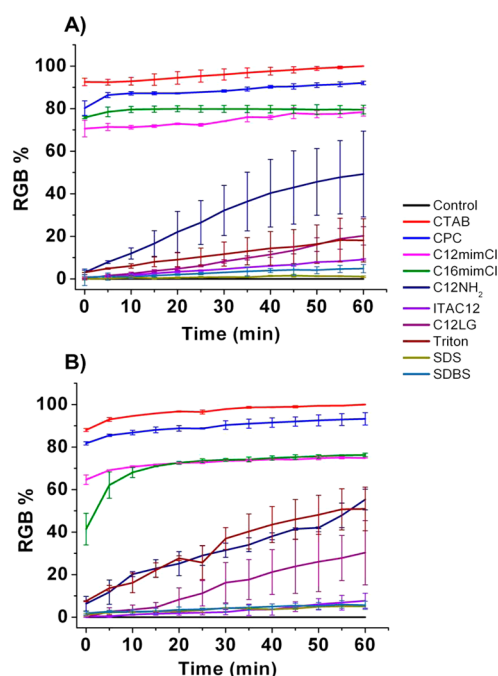 A)
RGB %
100
80
60
40
20
0
0 10 20 30 40 50 60
Time (min)
Control
CTAB
CPC
C12mimCl
C16mimCl
C12NH₂
ITAC12
C12LG
Triton
SDS
SDBS
B)
RGB %
100
80
60
40
20
0
0 10 20 30 40 50 60
Time (min)